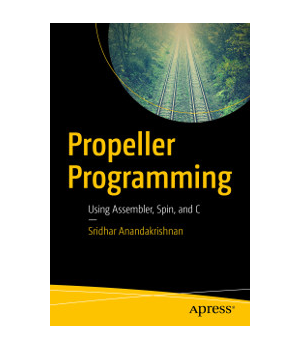 Propeller
Programming
Using Assembler, Spin, and C
—
Sridhar Anandakrishnan
Apress®